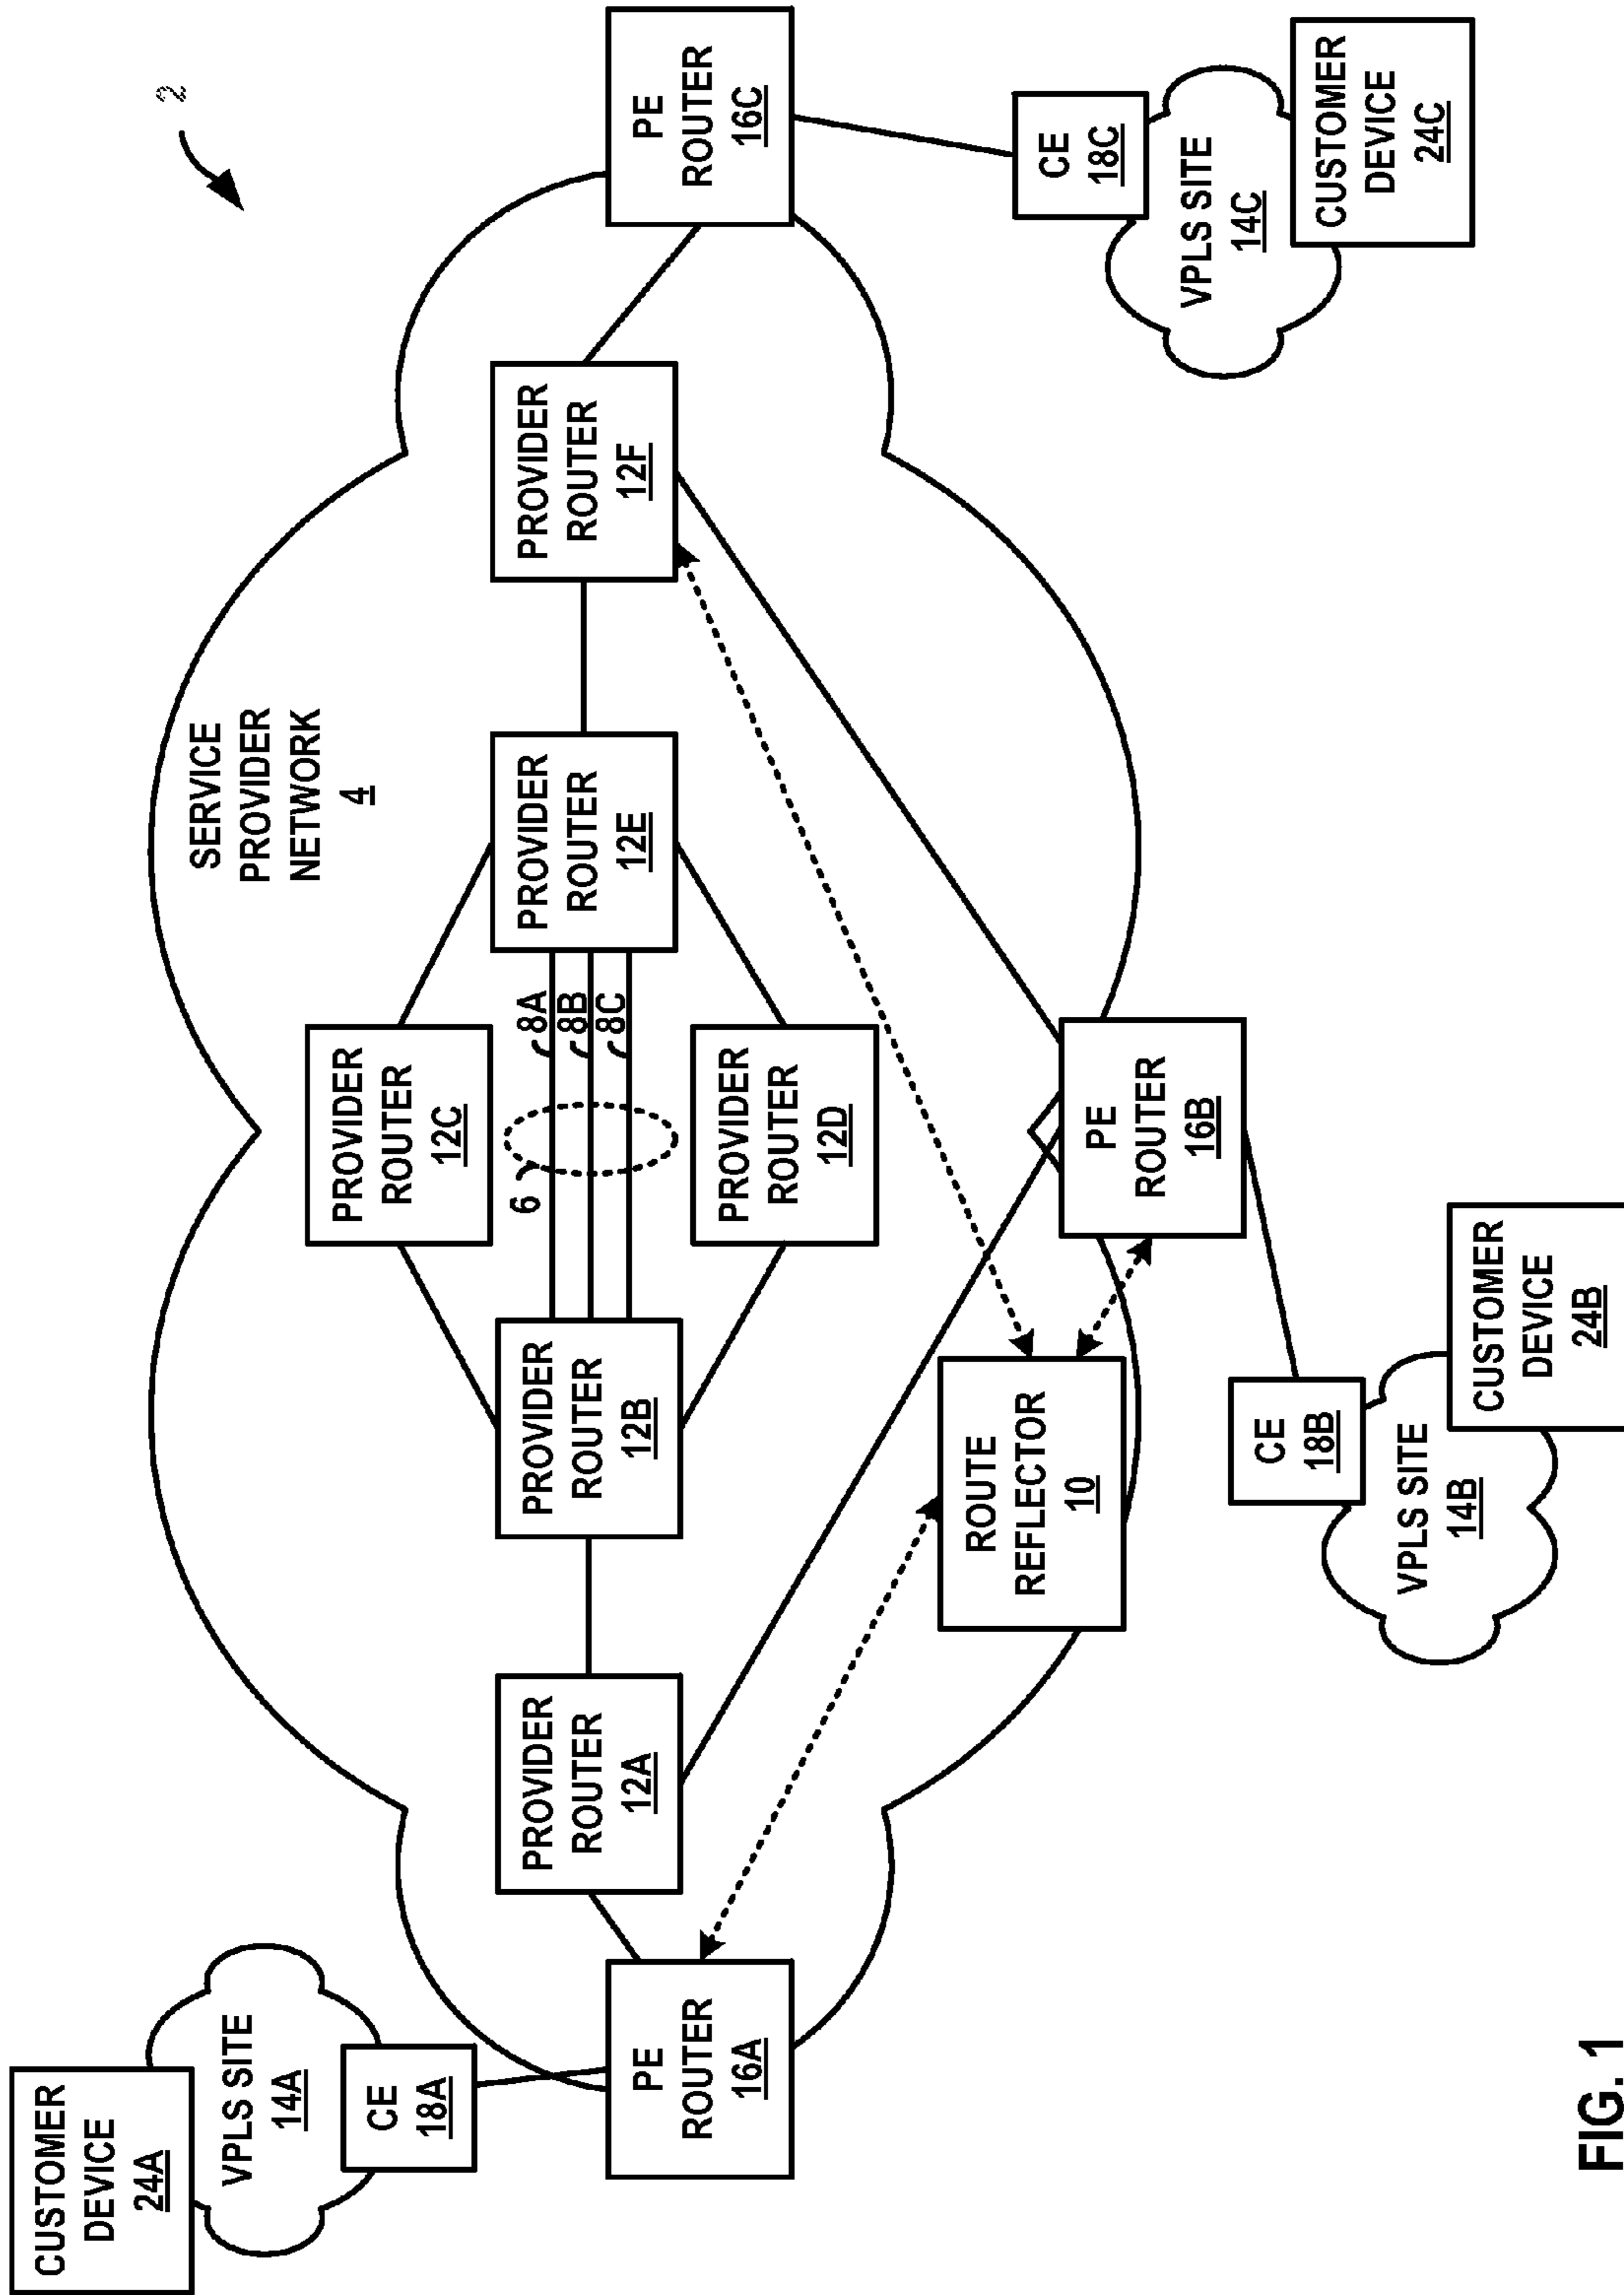 2
SERVICE
PROVIDER
NETWORK
4
CUSTOMER
DEVICE
24A
VPLS SITE
14A
CE
18A
PE
ROUTER
16A
PROVIDER
ROUTER
12A
PROVIDER
ROUTER
12B
PROVIDER
ROUTER
12C
6
8A
8B
8C
PROVIDER
ROUTER
12D
PROVIDER
ROUTER
12E
PROVIDER
ROUTER
12F
PE
ROUTER
16C
ROUTE
REFLECTOR
10
PE
ROUTER
16B
CE
18B
VPLS SITE
14B
CUSTOMER
DEVICE
24B
CE
18C
VPLS SITE
14C
CUSTOMER
DEVICE
24C
FIG. 1